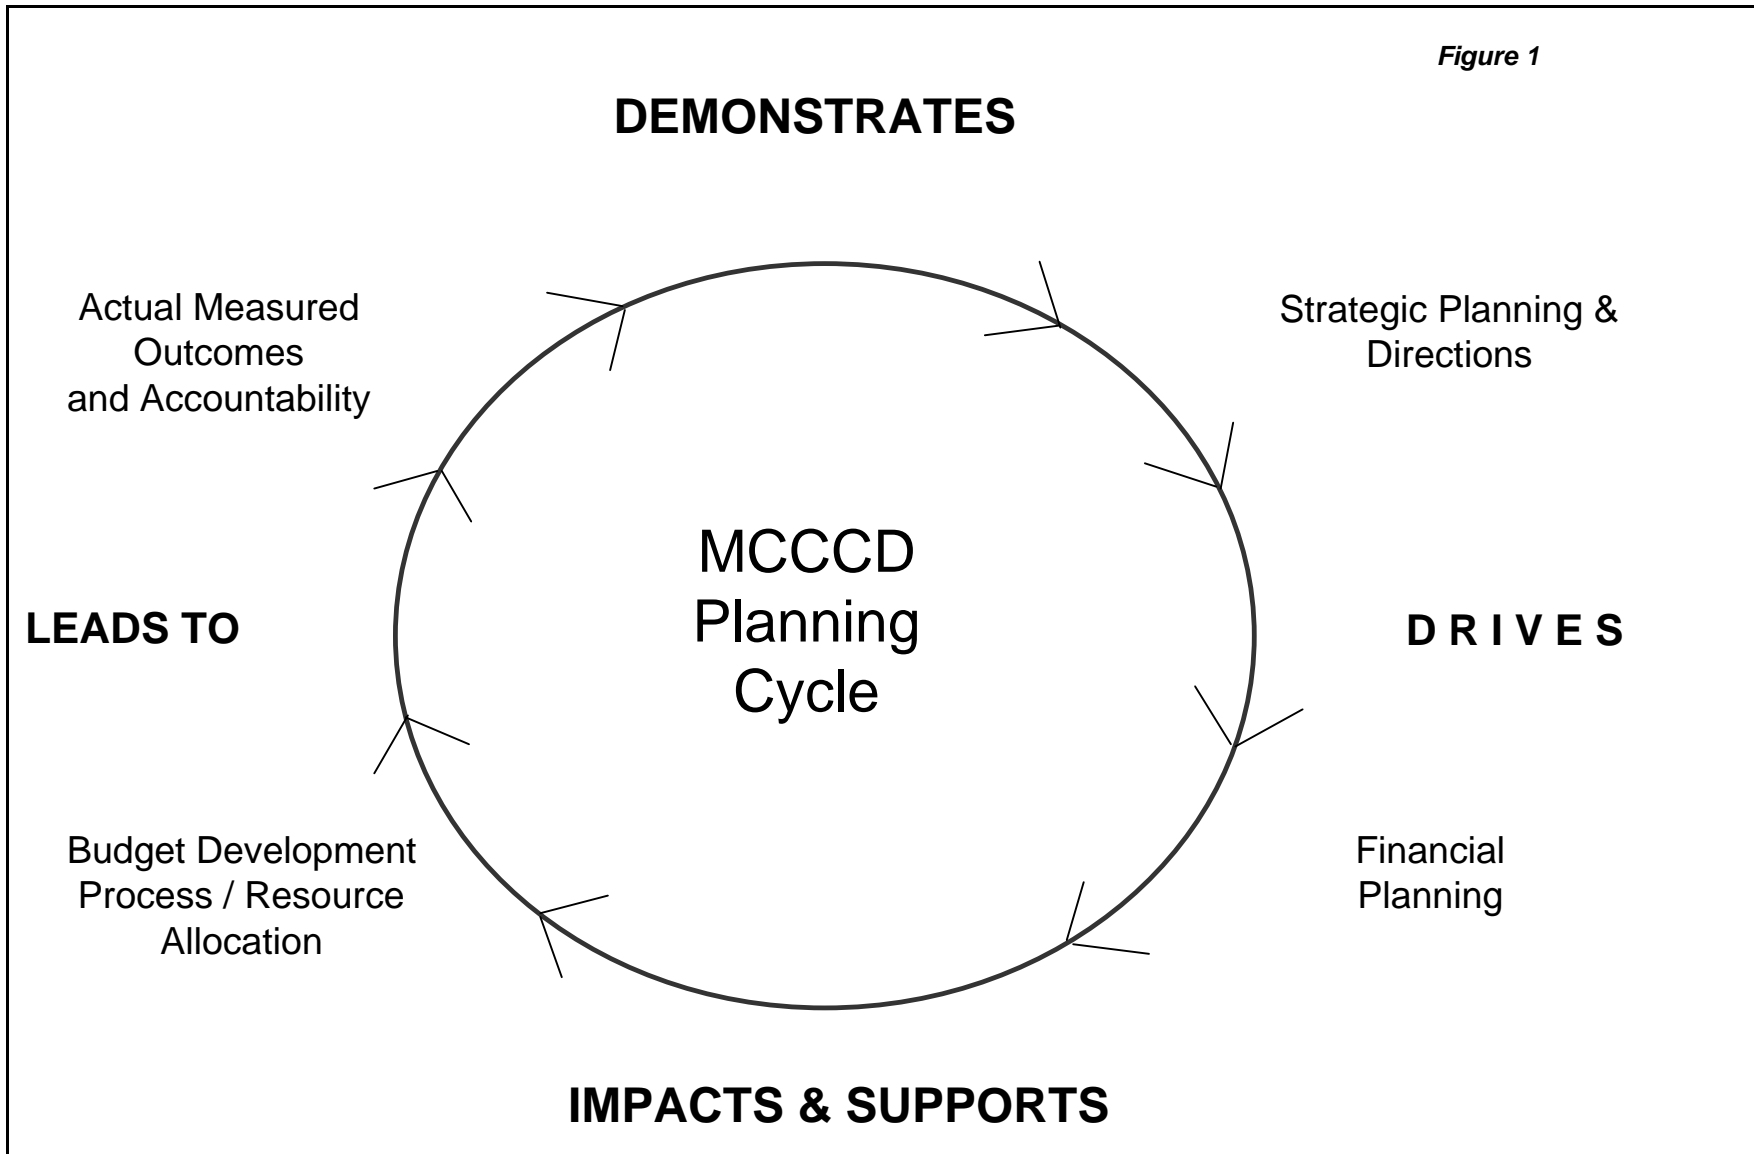 Figure 1
DEMONSTRATES
Actual Measured
Outcomes
and Accountability
Strategic Planning &
Directions
MCCCD
Planning
Cycle
LEADS TO
D R I V E S
Budget Development
Process / Resource
Allocation
Financial
Planning
IMPACTS & SUPPORTS